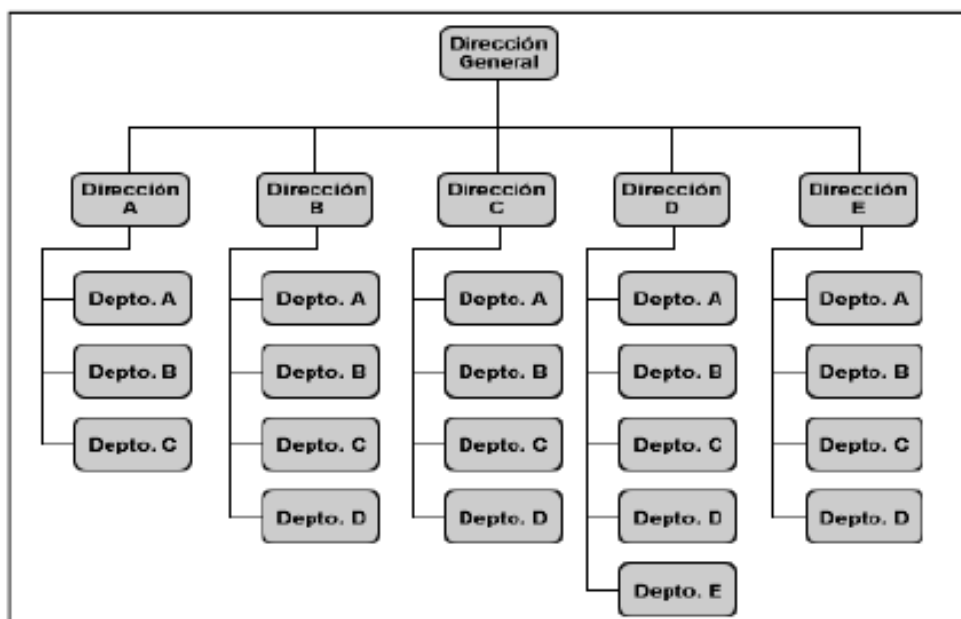 Dirección
General
Dirección
A
Dirección
B
Dirección
C
Dirección
D
Dirección
E
Depto. A
Depto. A
Depto. A
Depto. A
Depto. A
Depto. B
Depto. B
Depto. B
Depto. B
Depto. B
Depto. C
Depto. C
Depto. C
Depto. C
Depto. C
Depto. D
Depto. D
Depto. D
Depto. D
Depto. E